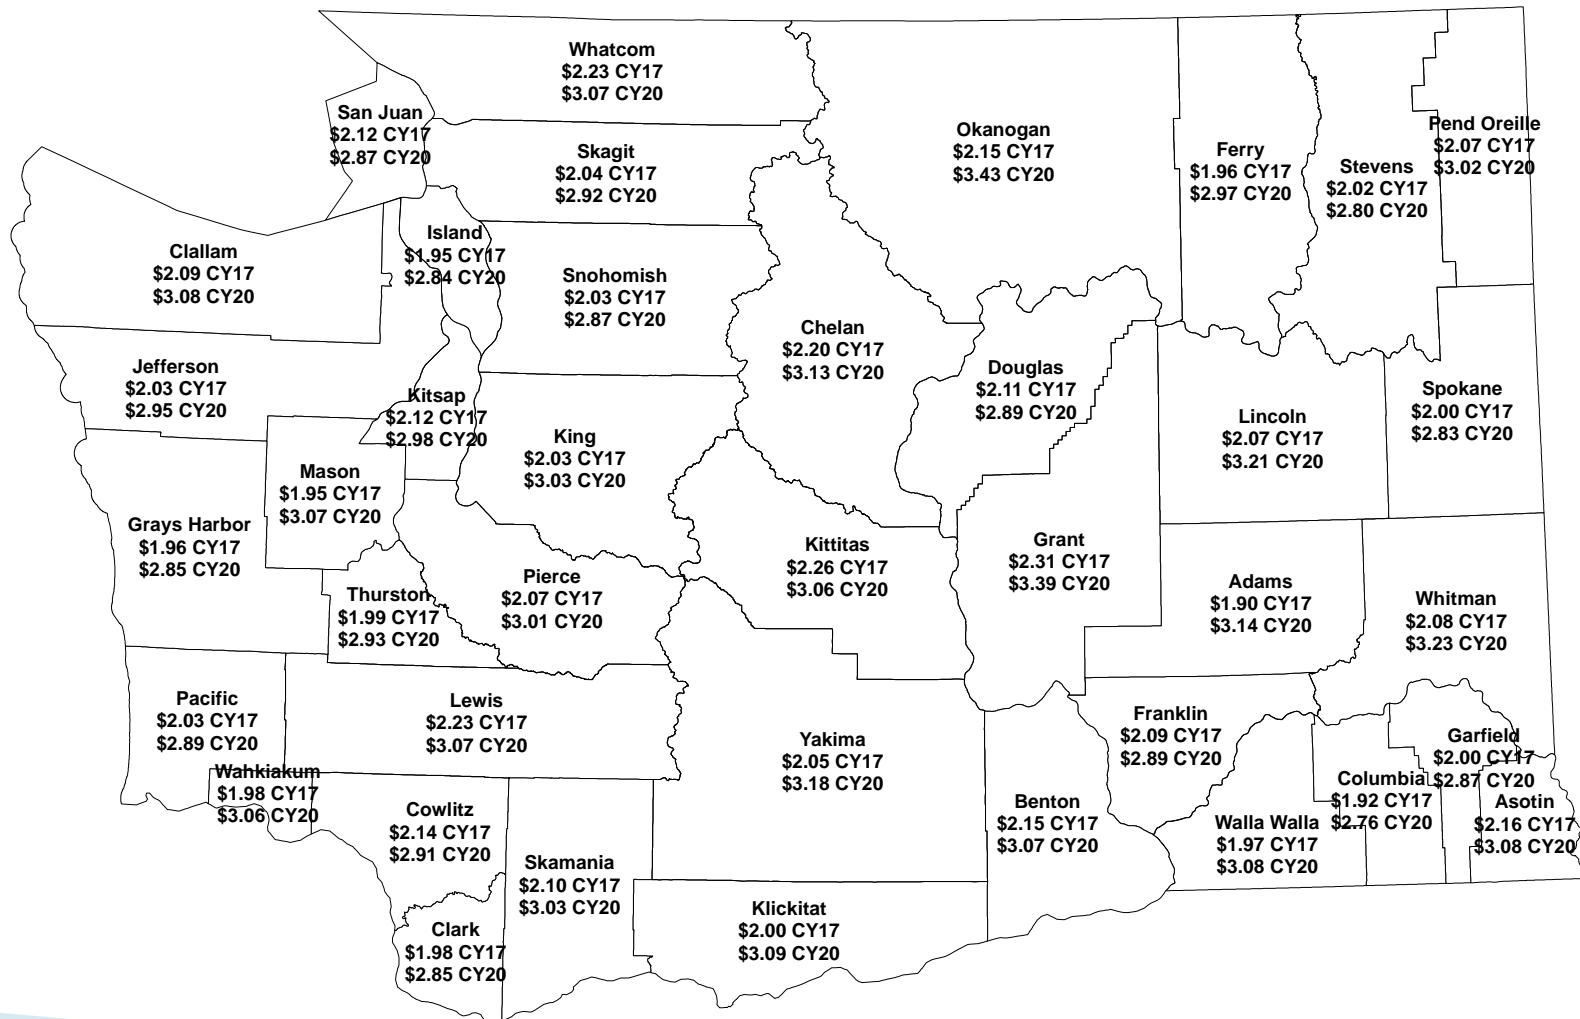 Whatcom
$2.23 CY17
$3.07 CY20
San Juan
$2.12 CY17
$2.87 CY20
Skagit
$2.04 CY17
$2.92 CY20
Okanogan
$2.15 CY17
$3.43 CY20
Ferry
$1.96 CY17
$2.97 CY20
Stevens
$2.02 CY17
$2.80 CY20
Pend Oreille
$2.07 CY17
$3.02 CY20
Clallam
$2.09 CY17
$3.08 CY20
Island
$1.95 CY17
$2.84 CY20
Snohomish
$2.03 CY17
$2.87 CY20
Chelan
$2.20 CY17
$3.13 CY20
Douglas
$2.11 CY17
$2.89 CY20
Jefferson
$2.03 CY17
$2.95 CY20
Kitsap
$2.12 CY17
$2.98 CY20
King
$2.03 CY17
$3.03 CY20
Lincoln
$2.07 CY17
$3.21 CY20
Spokane
$2.00 CY17
$2.83 CY20
Mason
$1.95 CY17
$3.07 CY20
Grays Harbor
$1.96 CY17
$2.85 CY20
Thurston
$1.99 CY17
$2.93 CY20
Pierce
$2.07 CY17
$3.01 CY20
Kittitas
$2.26 CY17
$3.06 CY20
Grant
$2.31 CY17
$3.39 CY20
Adams
$1.90 CY17
$3.14 CY20
Whitman
$2.08 CY17
$3.23 CY20
Pacific
$2.03 CY17
$2.89 CY20
Lewis
$2.23 CY17
$3.07 CY20
Yakima
$2.05 CY17
$3.18 CY20
Franklin
$2.09 CY17
$2.89 CY20
Garfield
$2.00 CY17
$2.87 CY20
Wahkiakum
$1.98 CY17
$3.06 CY20
Cowlitz
$2.14 CY17
$2.91 CY20
Skamania
$2.10 CY17
$3.03 CY20
Benton
$2.15 CY17
$3.07 CY20
Walla Walla
$1.97 CY17
$3.08 CY20
Columbia
$1.92 CY17
$2.76 CY20
Asotin
$2.16 CY17
$3.08 CY20
Clark
$1.98 CY17
$2.85 CY20
Klickitat
$2.00 CY17
$3.09 CY20